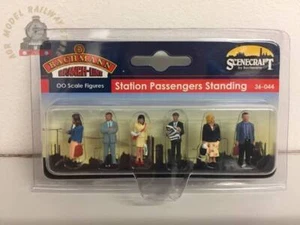 BACHMANN
BRANCH-LINE
OO Scale Figures
Station Passengers Standing
SCENECRAFT
36-044